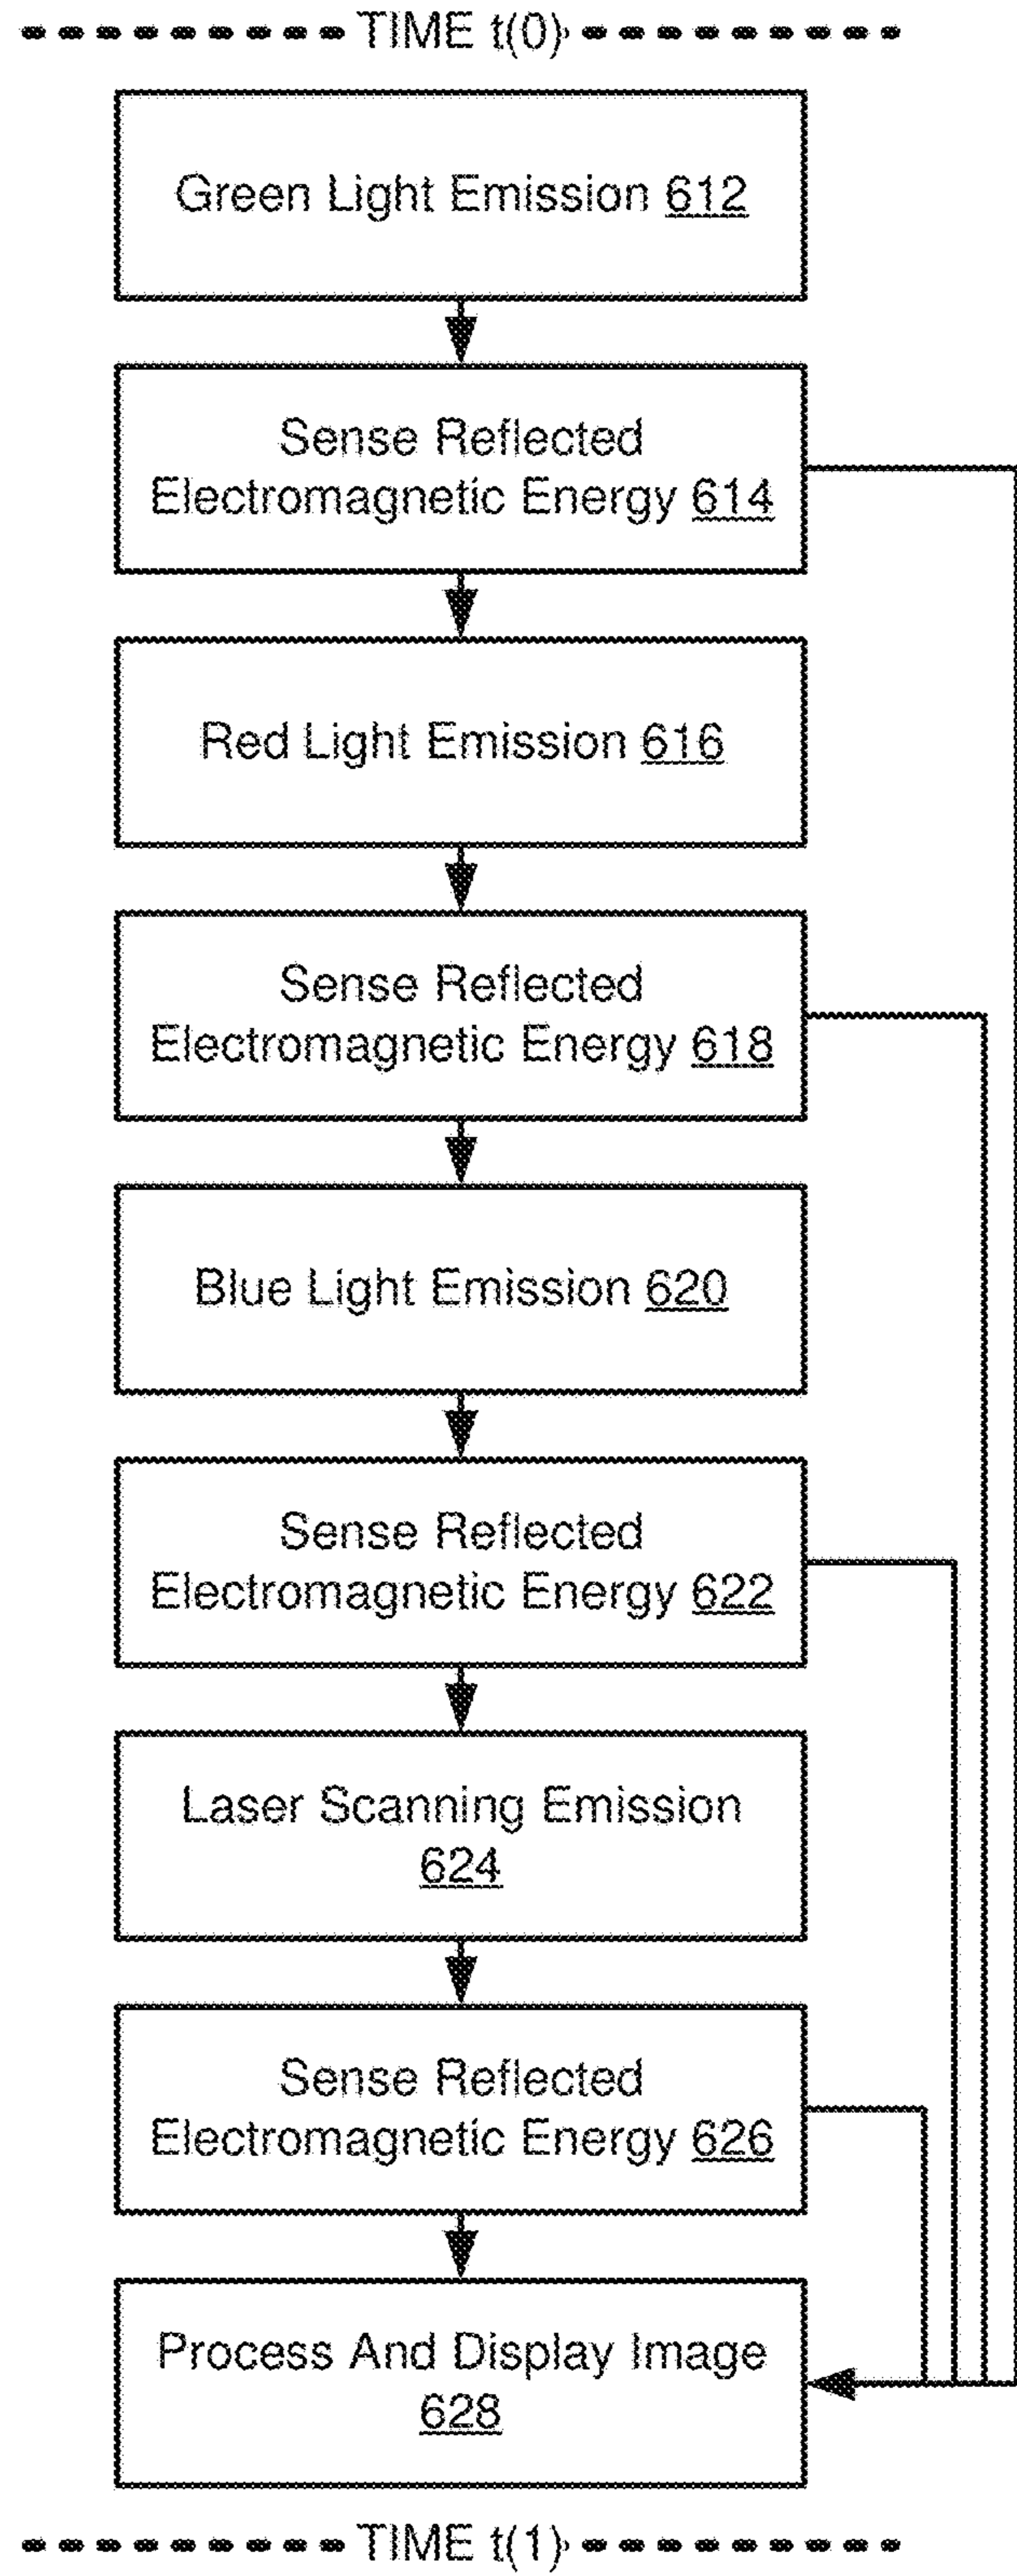 TIME t(0)
Green Light Emission 612
Sense Reflected
Electromagnetic Energy 614
Red Light Emission 616
Sense Reflected
Electromagnetic Energy 618
Blue Light Emission 620
Sense Reflected
Electromagnetic Energy 622
Laser Scanning Emission
624
Sense Reflected
Electromagnetic Energy 626
Process And Display Image
628
TIME t(1)